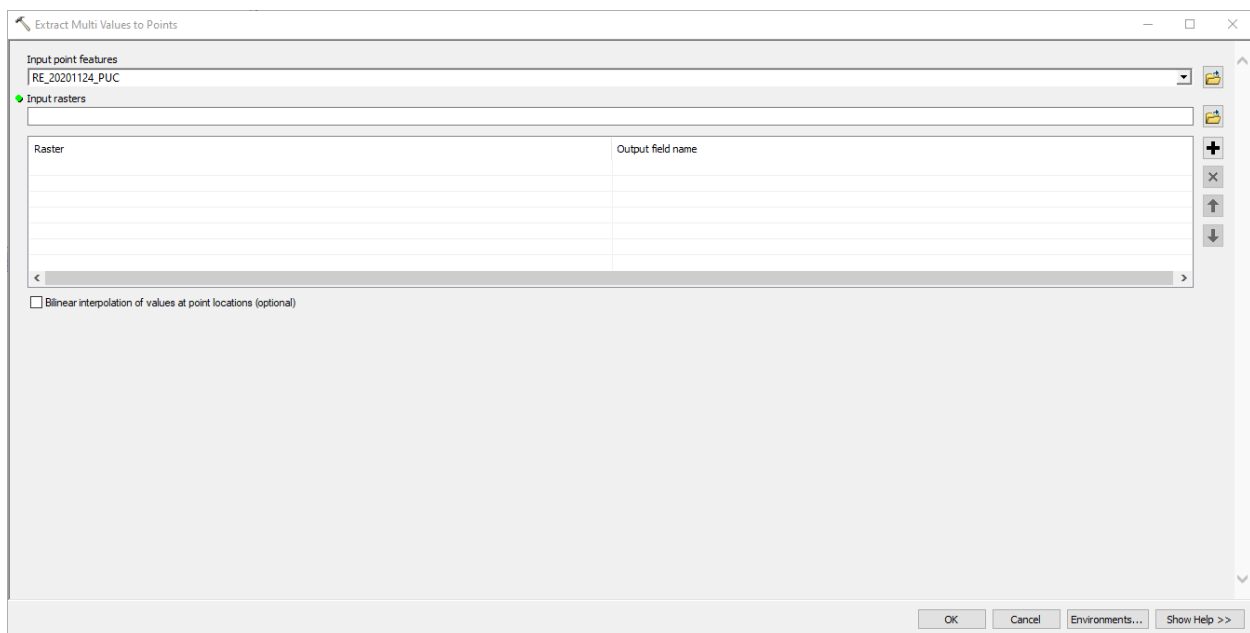 Extract Multi Values to Points
Input point features
RE_20201124_PUC
Input rasters
Raster Output field name
Bilinear interpolation of values at point locations (optional)
OK Cancel Environments... Show Help >>